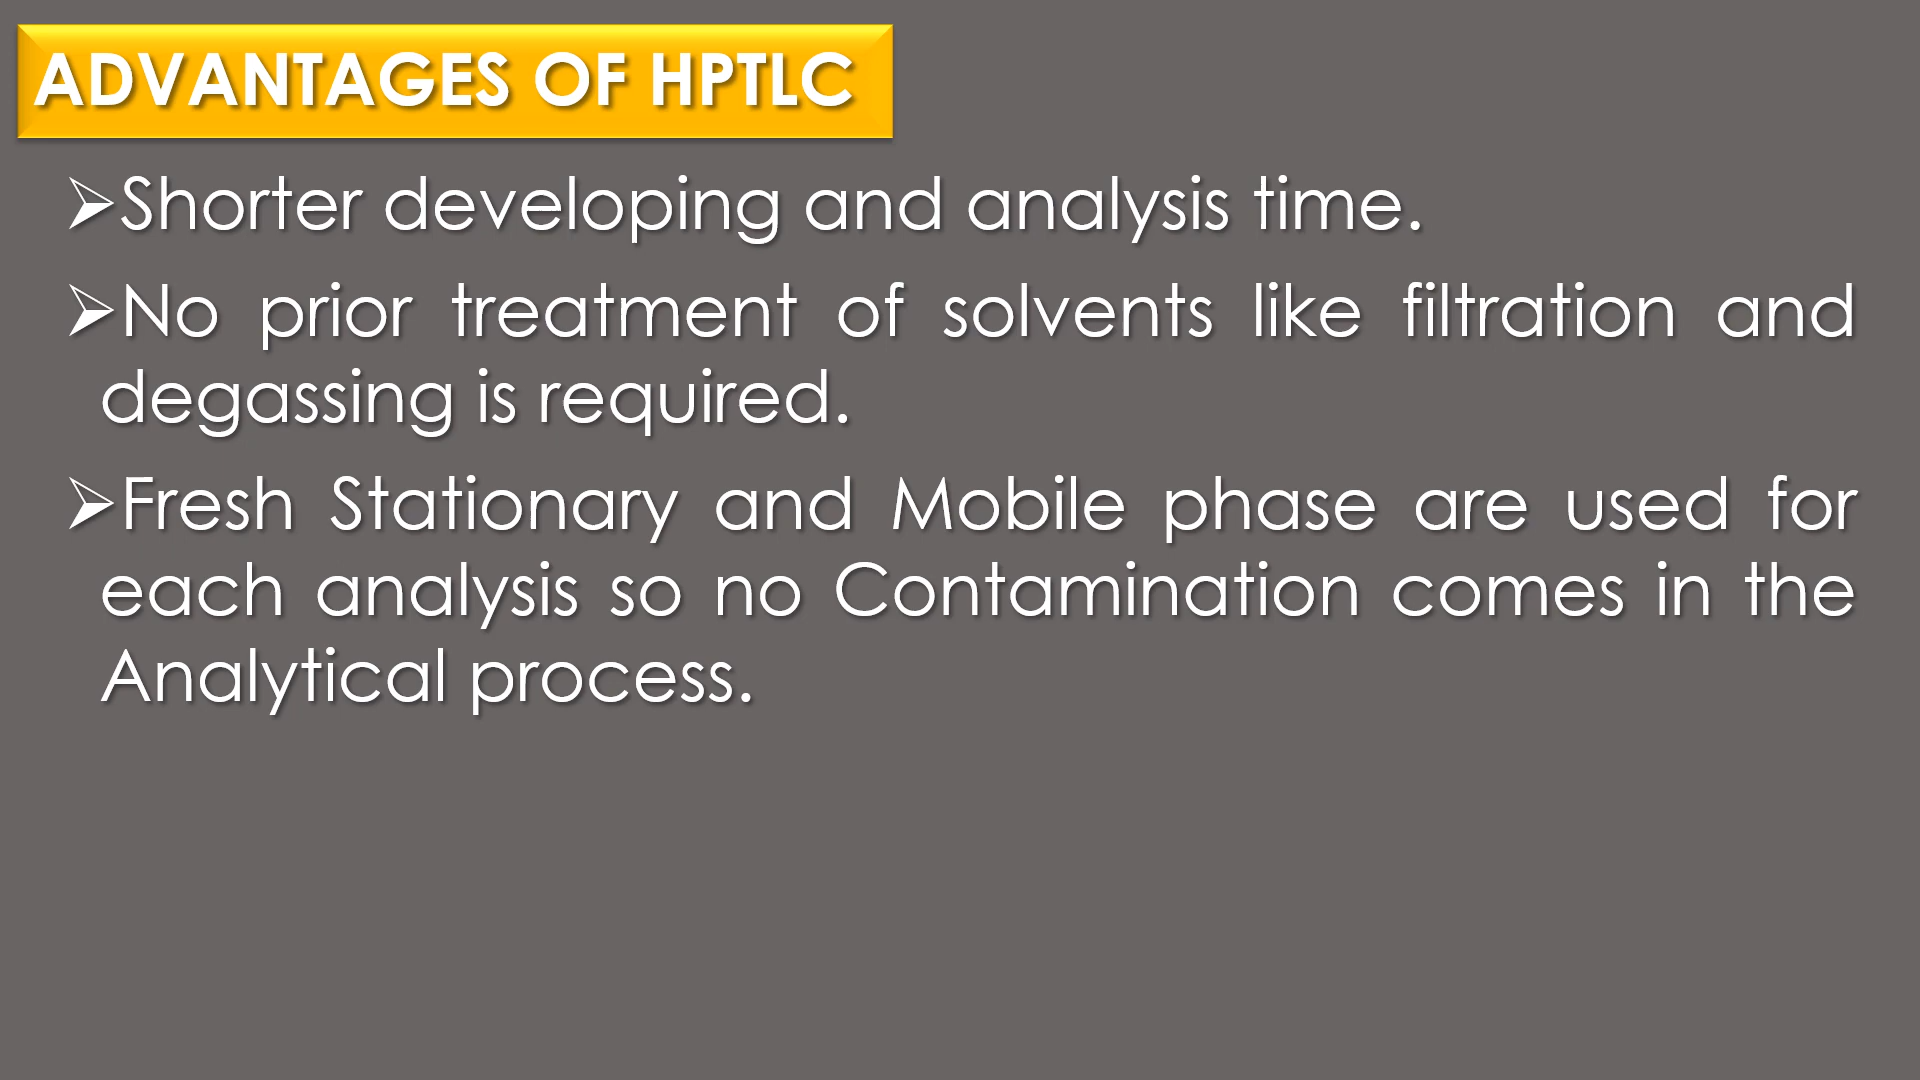 ADVANTAGES OF HPTLC
➢Shorter developing and analysis time.
➢No prior treatment of solvents like filtration and
degassing is required.
➢Fresh Stationary and Mobile phase are used for
each analysis so no Contamination comes in the
Analytical process.